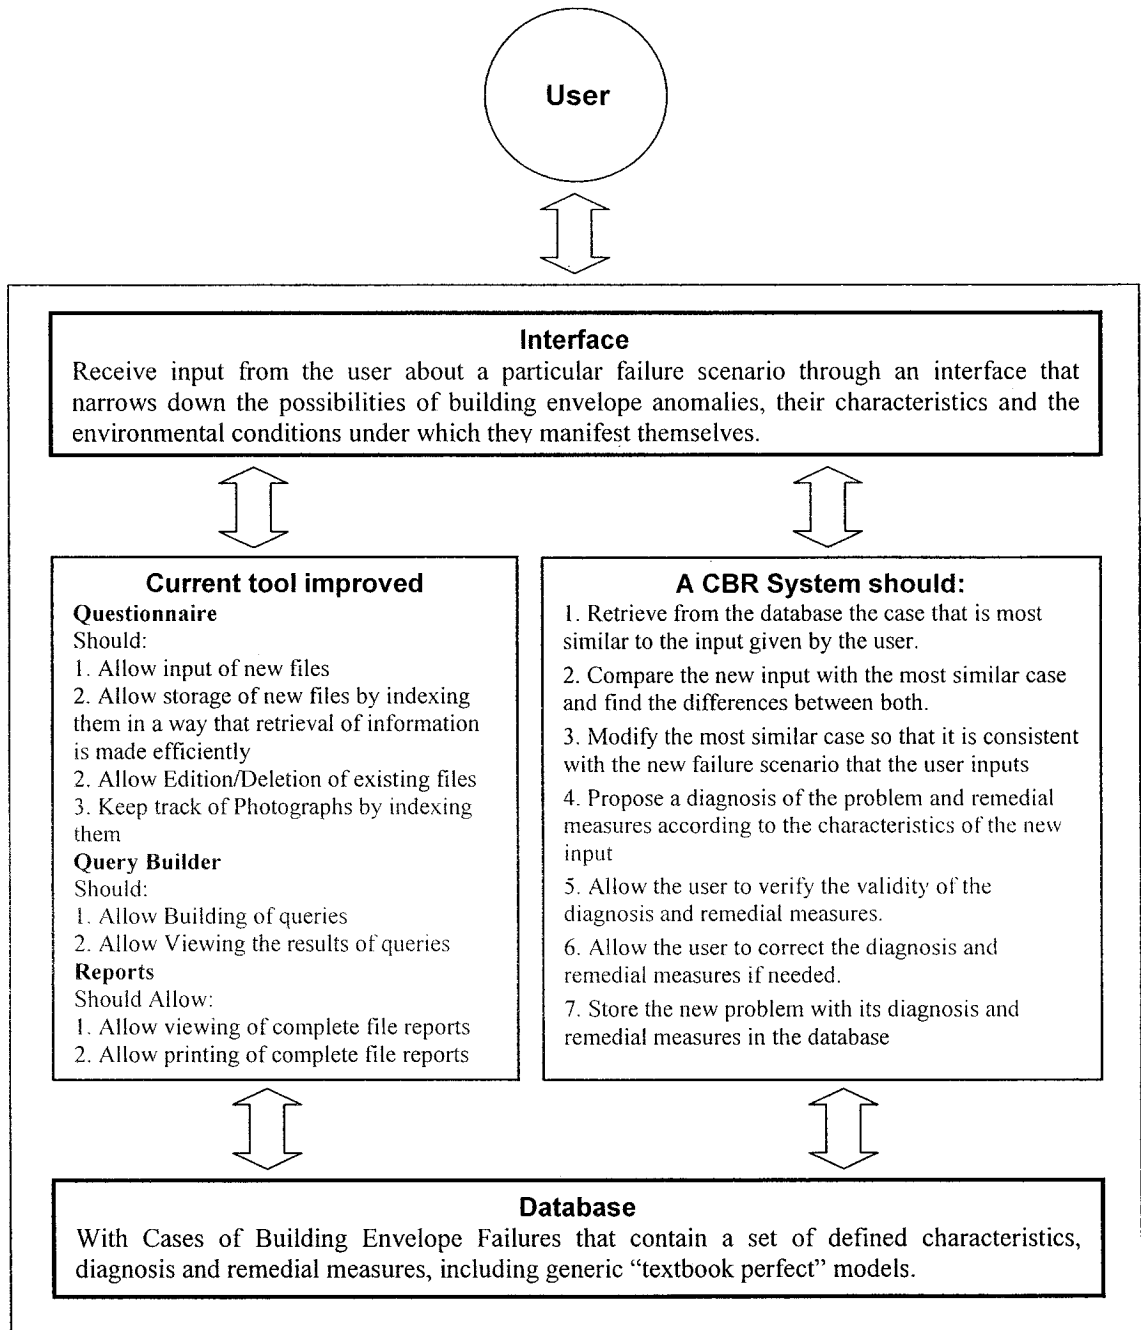 User
Interface
Receive input from the user about a particular failure scenario through an interface that
narrows down the possibilities of building envelope anomalies, their characteristics and the
environmental conditions under which they manifest themselves.
Current tool improved
Questionnaire
Should:
1. Allow input of new files
2. Allow storage of new files by indexing
them in a way that retrieval of information
is made efficiently
2. Allow Edition/Deletion of existing files
3. Keep track of Photographs by indexing
them
Query Builder
Should:
1. Allow Building of queries
2. Allow Viewing the results of queries
Reports
Should Allow:
1. Allow viewing of complete file reports
2. Allow printing of complete file reports
A CBR System should:
1. Retrieve from the database the case that is most
similar to the input given by the user.
2. Compare the new input with the most similar case
and find the differences between both.
3. Modify the most similar case so that it is consistent
with the new failure scenario that the user inputs
4. Propose a diagnosis of the problem and remedial
measures according to the characteristics of the new
input
5. Allow the user to verify the validity of the
diagnosis and remedial measures.
6. Allow the user to correct the diagnosis and
remedial measures if needed.
7. Store the new problem with its diagnosis and
remedial measures in the database
Database
With Cases of Building Envelope Failures that contain a set of defined characteristics,
diagnosis and remedial measures, including generic “textbook perfect” models.